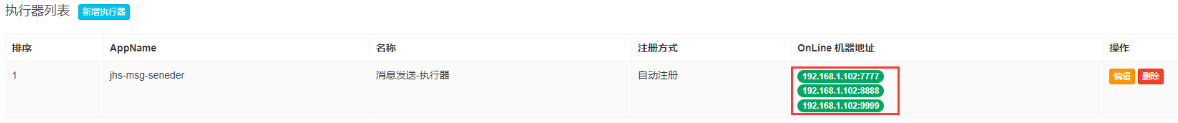 执行器列表 新增执行器
排序 AppName 名称 注册方式 OnLine 机器地址 操作
1 jhs-msg-seneder 消息发送-执行器 自动注册 192.168.1.102:7777 编辑 删除
192.168.1.102:8888
192.168.1.102:9999